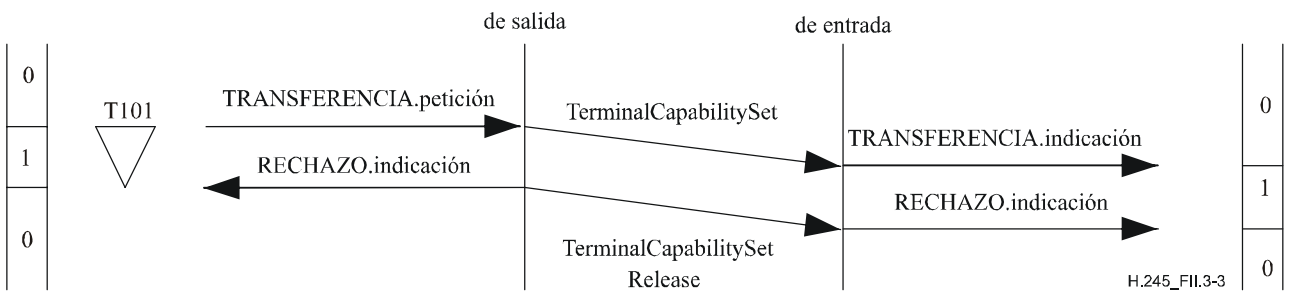 de salida
de entrada
0
T101
TRANSFERENCIA.petición
TerminalCapabilitySet
0
TRANSFERENCIA.indicación
1
RECHAZO.indicación
1
RECHAZO.indicación
0
TerminalCapabilitySet
Release
0
H.245_FII.3-3